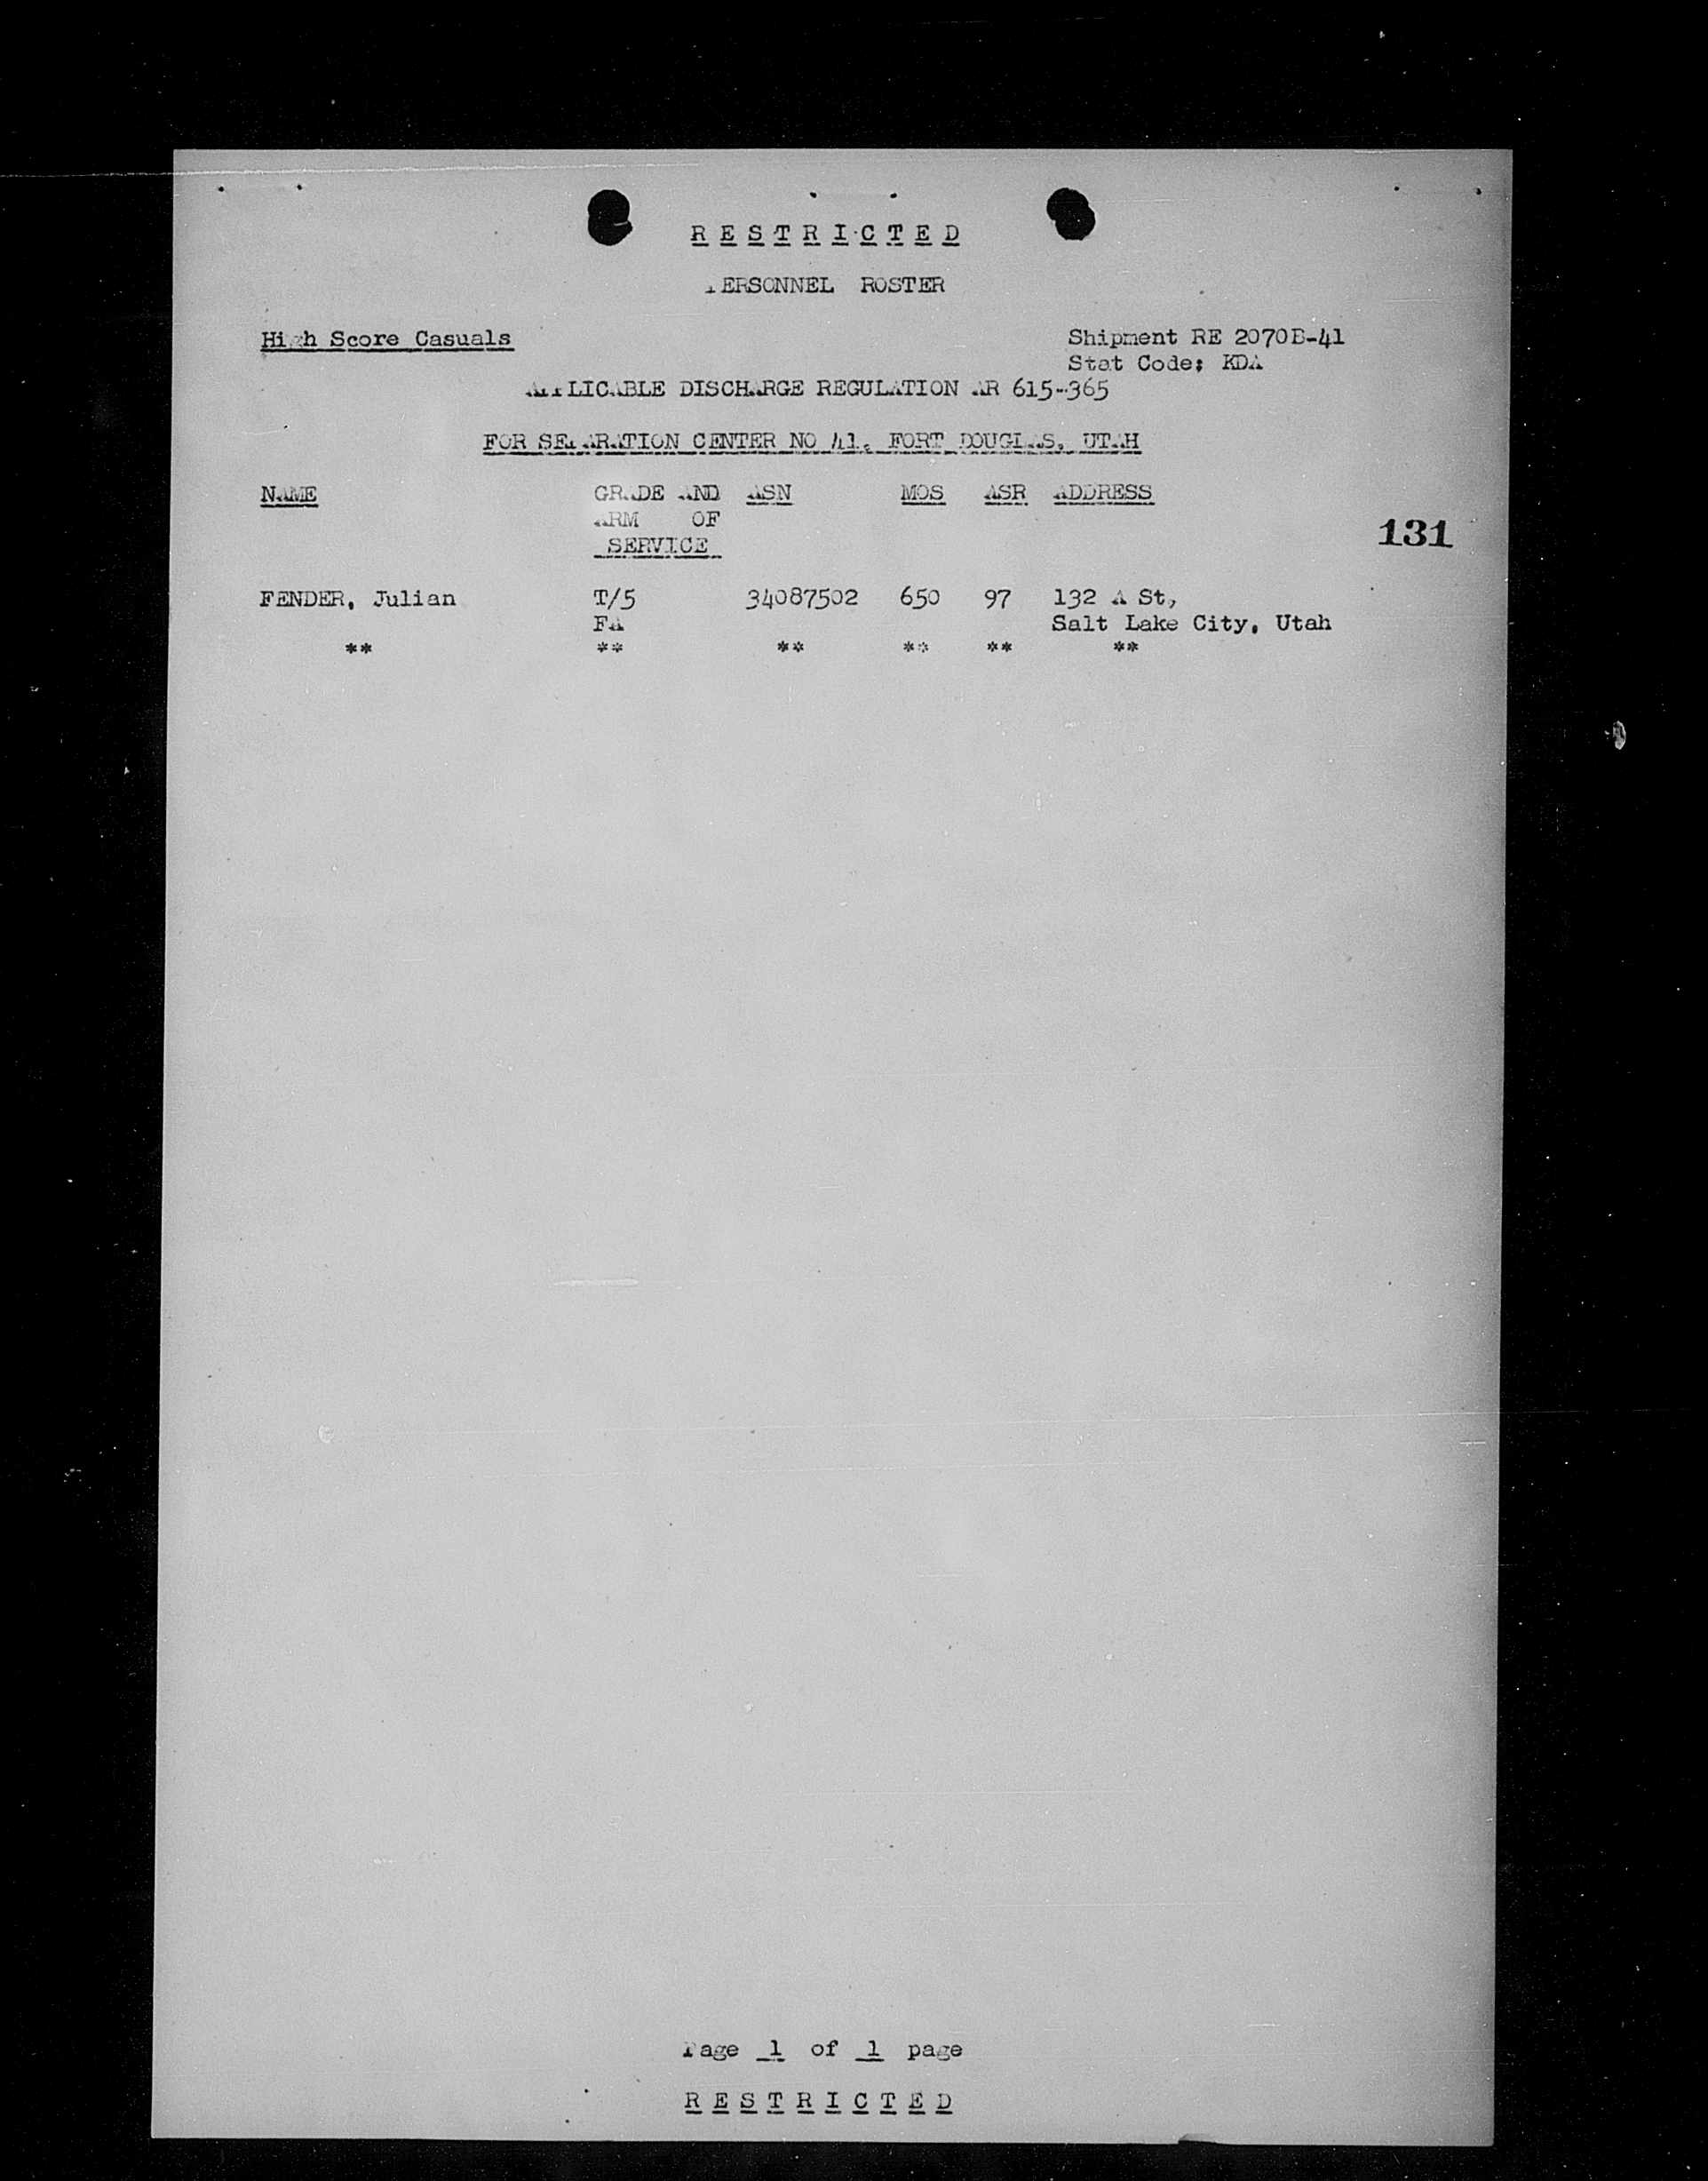 RESTRICTED
PERSONNEL ROSTER
High Score Casuals
Shipment RE 2070B-41
Stat Code: KDA
APPLICABLE DISCHARGE REGULATION AR 615-365
FOR SEPARATION CENTER NO 41, FORT DOUGLAS, UTAH
NAME GRADE AND ASN MOS ASR ADDRESS
ARM OF
SERVICE
131
FENDER, Julian T/5 34087502 650 97 132 A St,
FA Salt Lake City, Utah
** ** ** ** ** **
Page 1 of 1 page
RESTRICTED